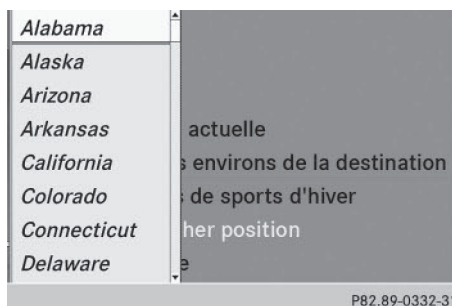 Alabama
Alaska
Arizona
Arkansas actuelle
California s environs de la destination
Colorado de sports d'hiver
Connecticut her position
Delaware e
P82.89-0332-31